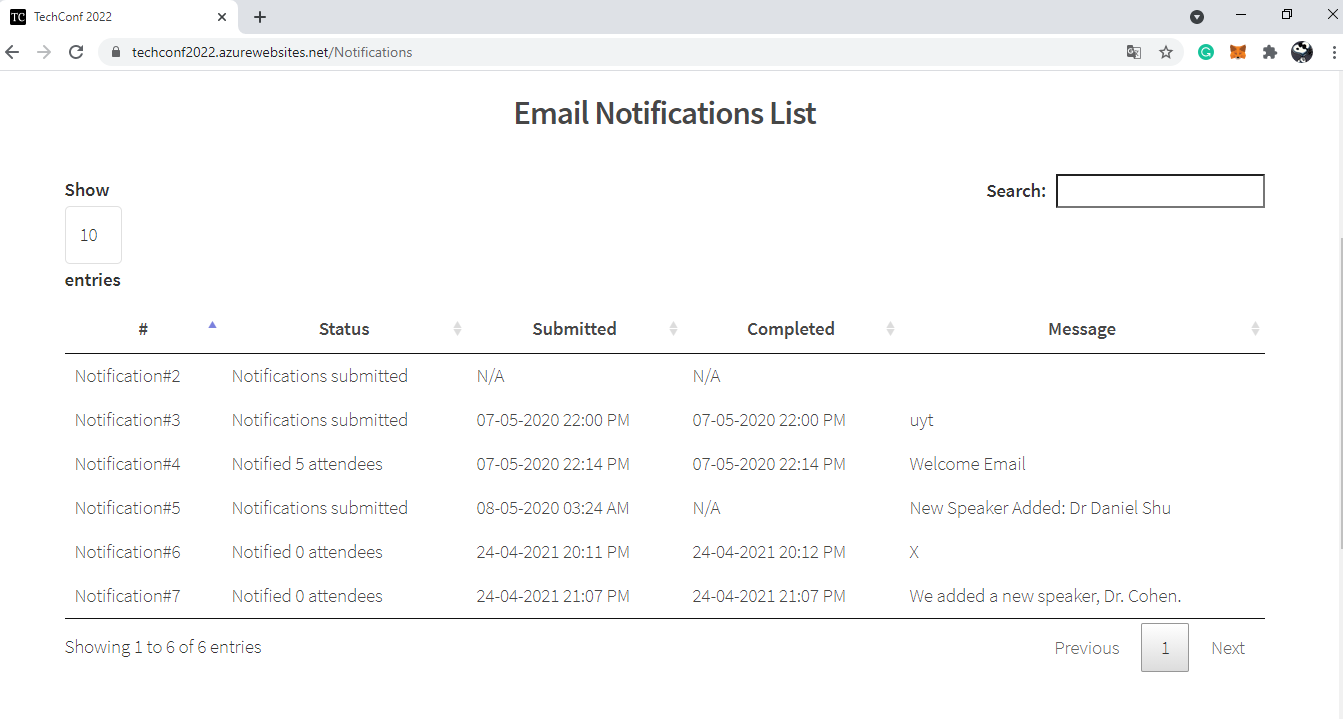 TC TechConf 2022
techconf2022.azurewebsites.net/Notifications
Email Notifications List
Show
Search:
10
entries
# Status Submitted Completed Message
Notification#2 Notifications submitted N/A N/A
Notification#3 Notifications submitted 07-05-2020 22:00 PM 07-05-2020 22:00 PM uyt
Notification#4 Notified 5 attendees 07-05-2020 22:14 PM 07-05-2020 22:14 PM Welcome Email
Notification#5 Notifications submitted 08-05-2020 03:24 AM N/A New Speaker Added: Dr Daniel Shu
Notification#6 Notified 0 attendees 24-04-2021 20:11 PM 24-04-2021 20:12 PM X
Notification#7 Notified 0 attendees 24-04-2021 21:07 PM 24-04-2021 21:07 PM We added a new speaker, Dr. Cohen.
Showing 1 to 6 of 6 entries Previous 1 Next